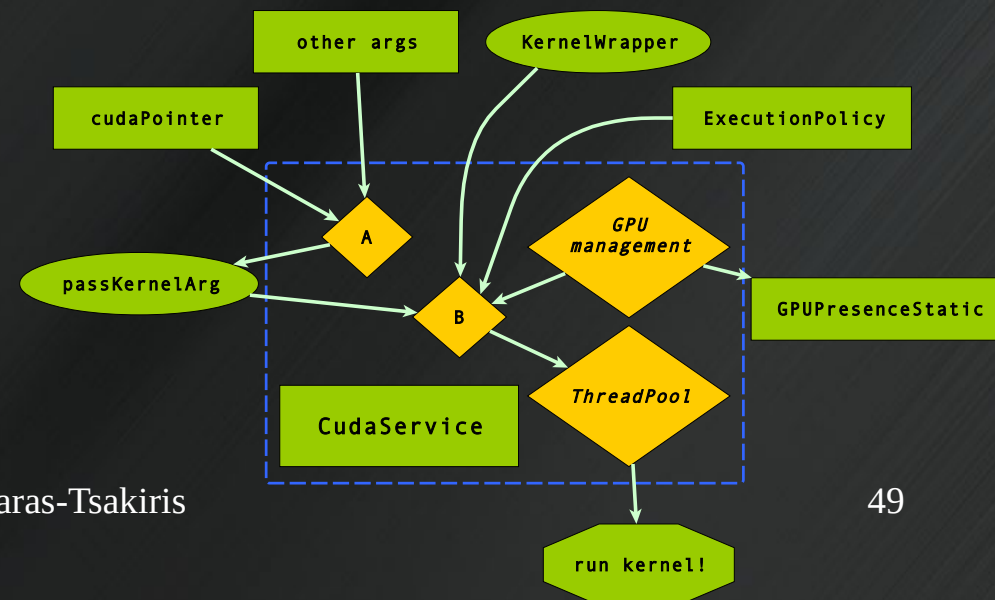 other args
KernelWrapper
cudaPointer
ExecutionPolicy
A
GPU
management
passKernelArg
B
GPUPresenceStatic
ThreadPool
CudaService
aras-Tsakiris
49
run kernel!